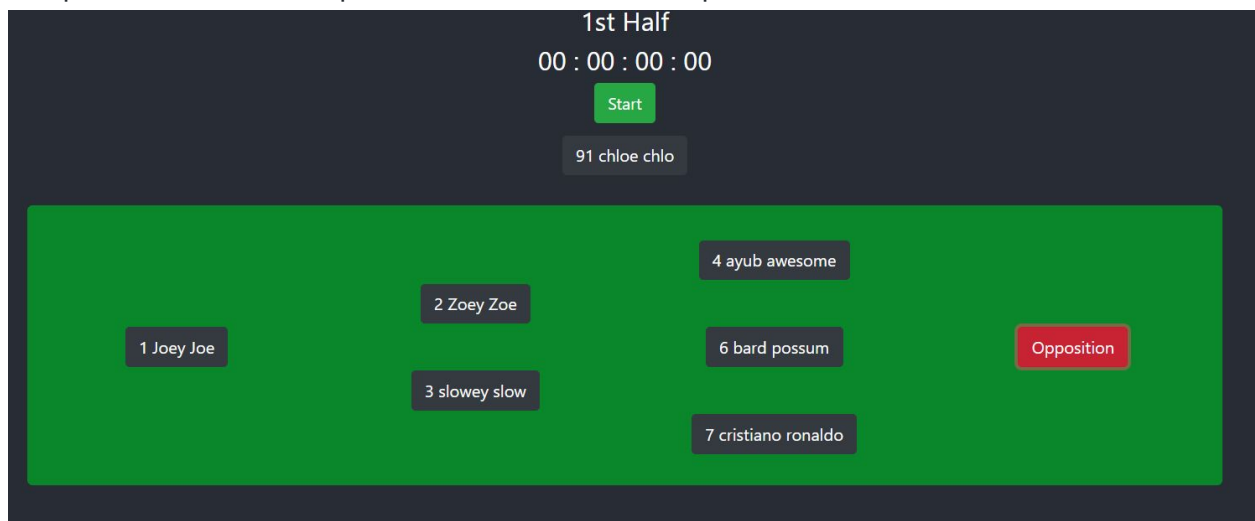 1st Half
00 : 00 : 00 : 00
Start
91 chloe chlo
4 ayub awesome
2 Zoey Zoe
1 Joey Joe
6 bard possum
Opposition
3 slowey slow
7 cristiano ronaldo